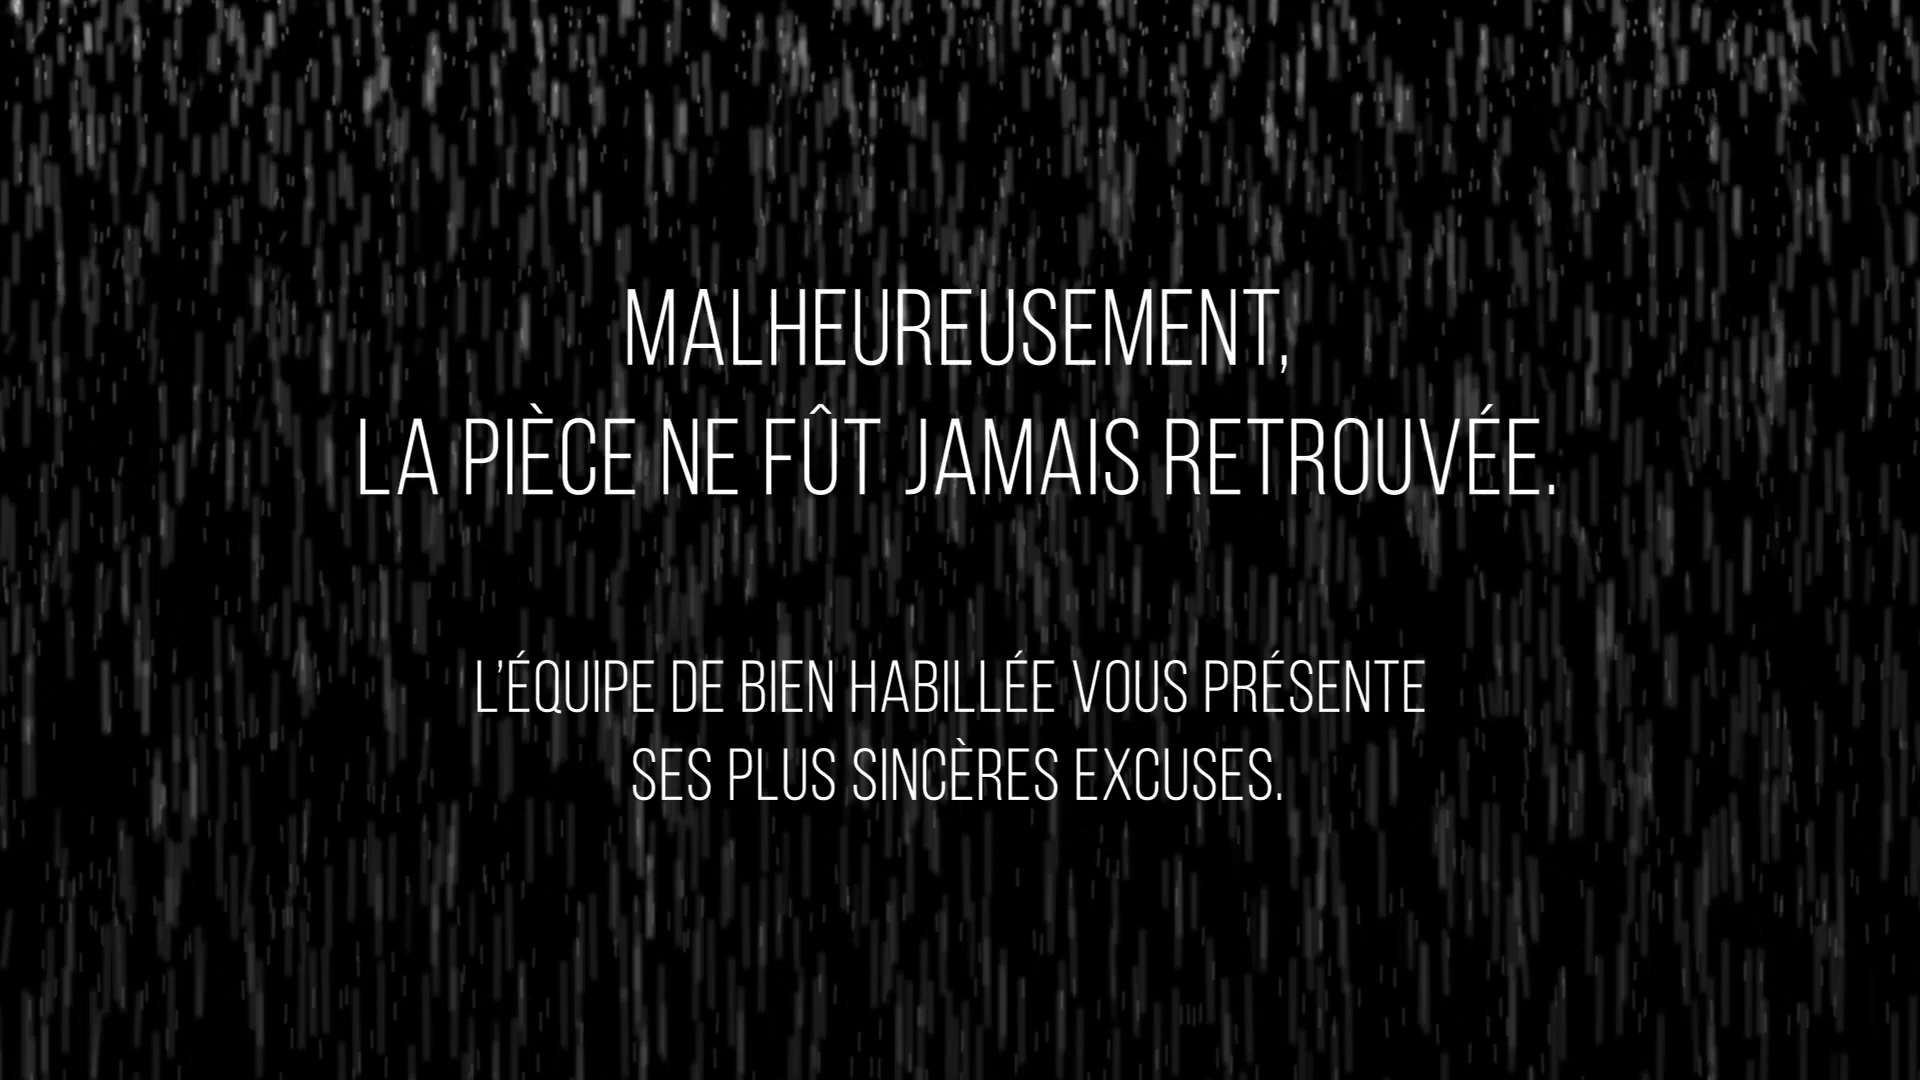 MALHEUREUSEMENT,
LA PIÈCE NE FÛT JAMAIS RETROUVÉE.
L’ÉQUIPE DE BIEN HABILLÉE VOUS PRÉSENTE
SES PLUS SINCÈRES EXCUSES.